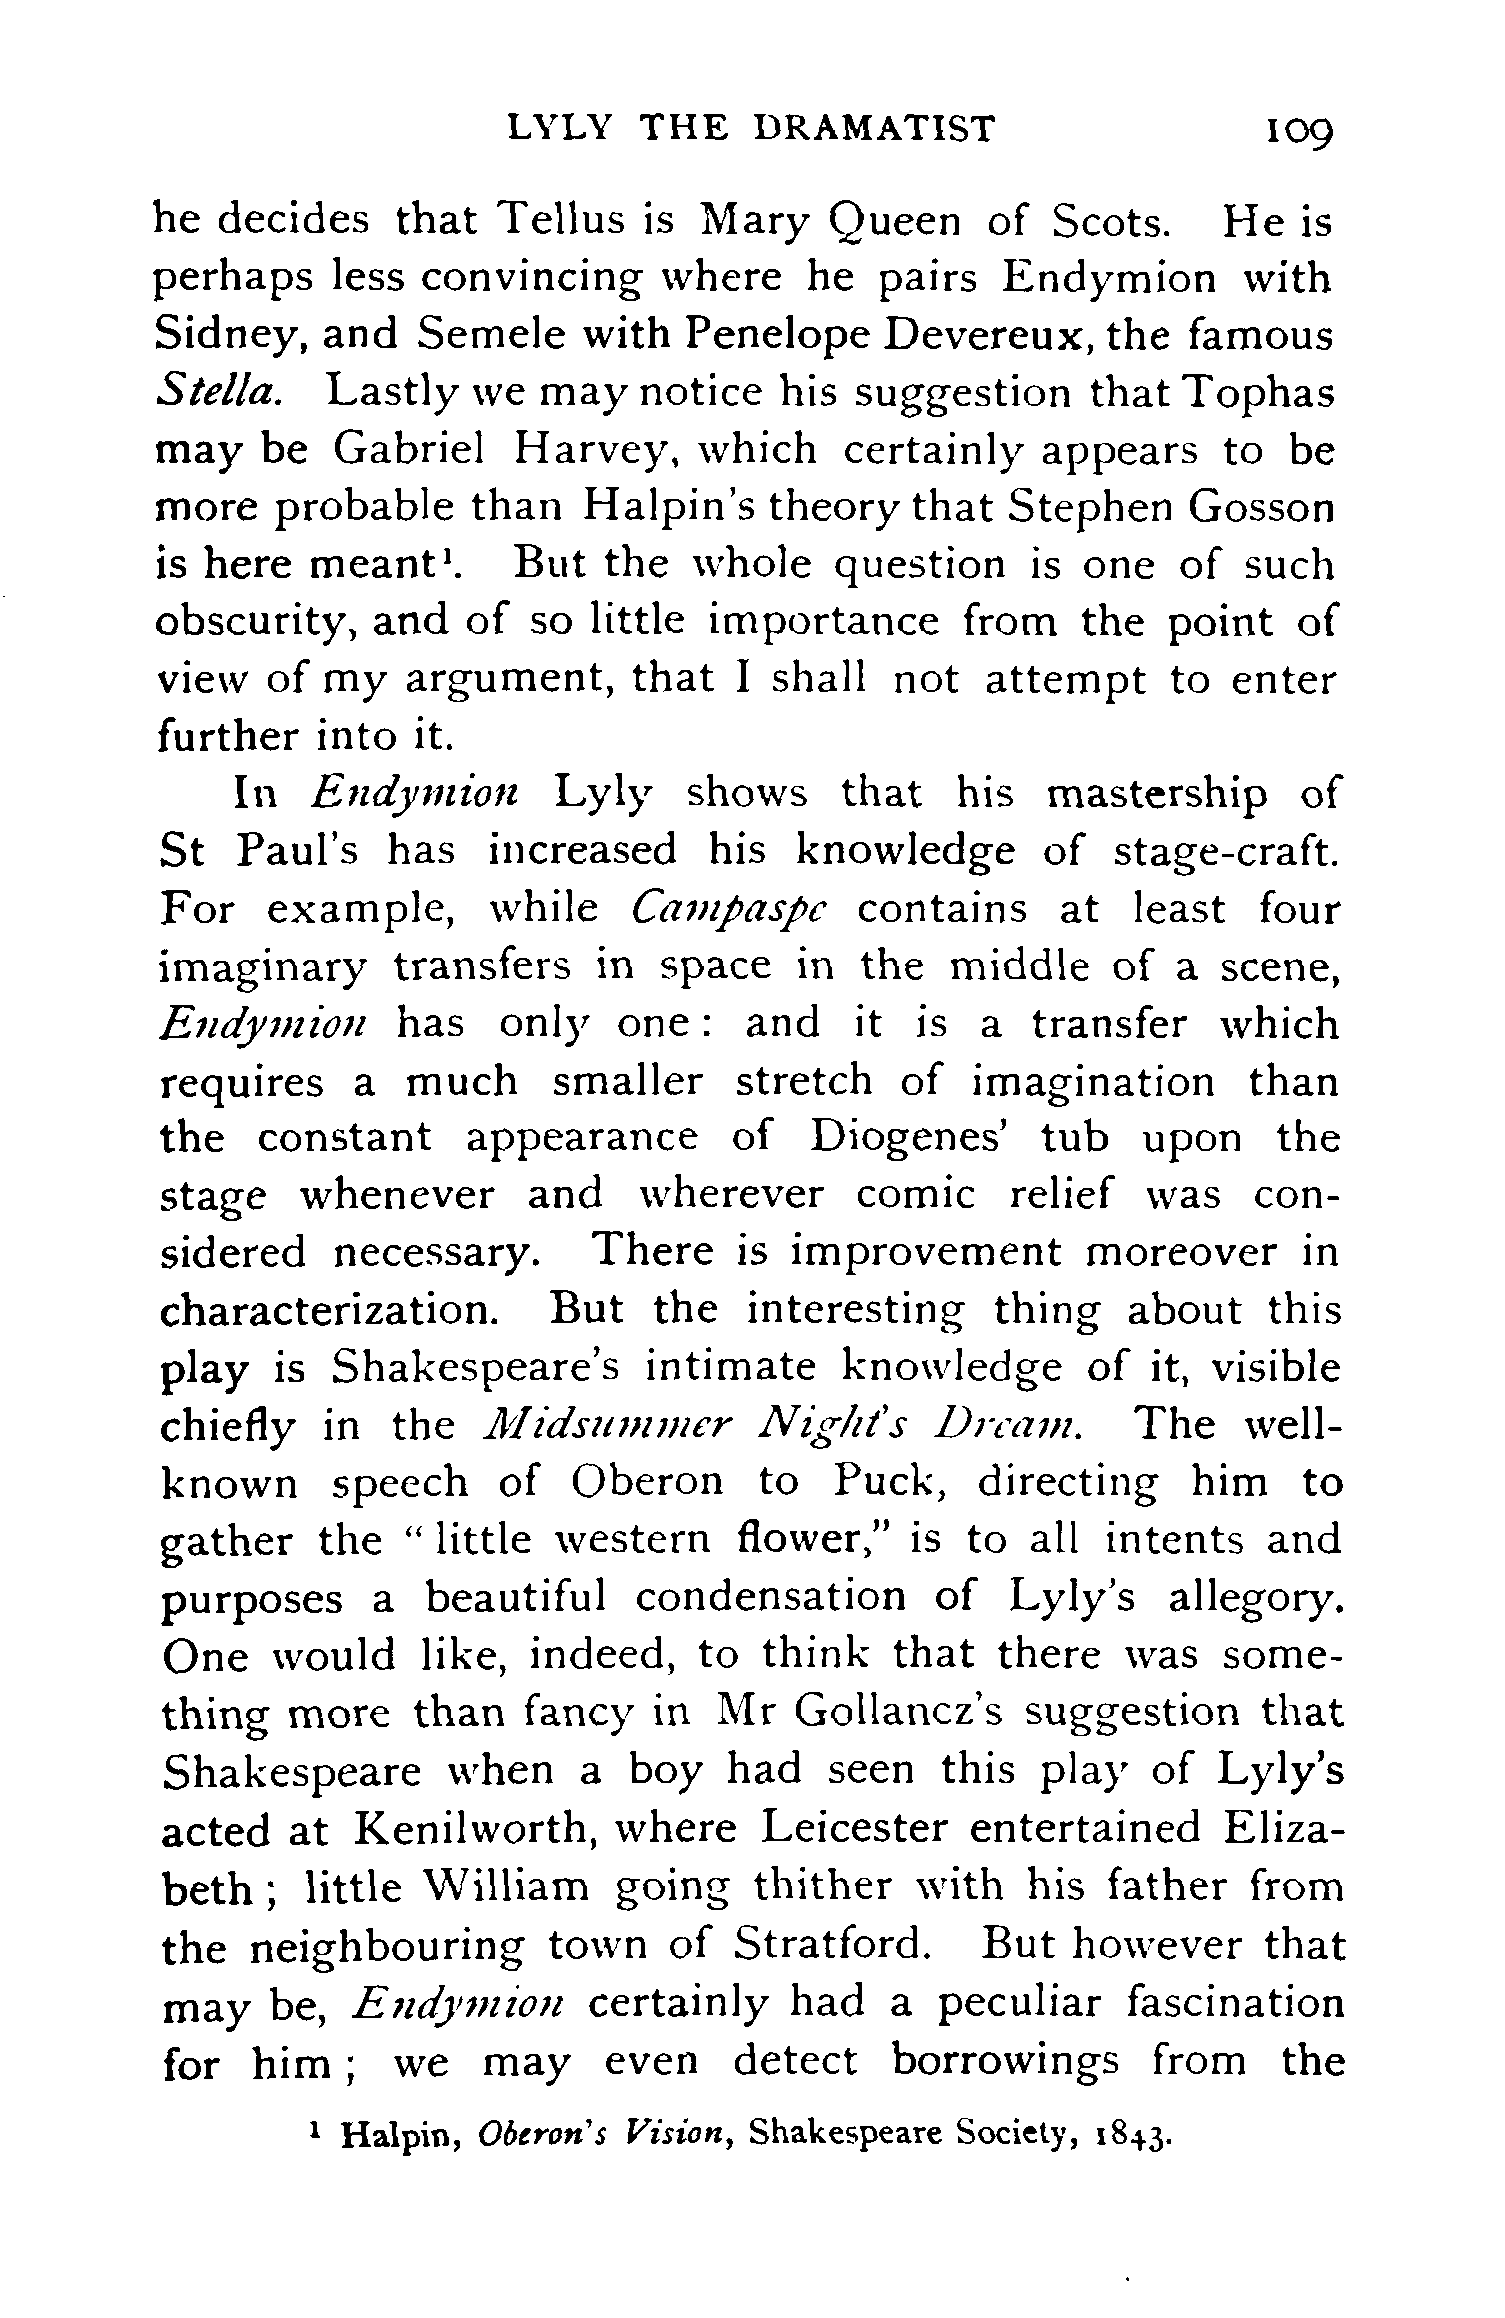 LYLY THE DRAMATIST 109
he decides that Tellus is Mary Queen of Scots. He is
perhaps less convincing where he pairs Endymion with
Sidney, and Semele with Penelope Devereux, the famous
Stella. Lastly we may notice his suggestion that Tophas
may be Gabriel Harvey, which certainly appears to be
more probable than Halpin's theory that Stephen Gosson
is here meant¹. But the whole question is one of such
obscurity, and of so little importance from the point of
view of my argument, that I shall not attempt to enter
further into it.
In Endymion Lyly shows that his mastership of
St Paul's has increased his knowledge of stage-craft.
For example, while Campaspe contains at least four
imaginary transfers in space in the middle of a scene,
Endymion has only one : and it is a transfer which
requires a much smaller stretch of imagination than
the constant appearance of Diogenes' tub upon the
stage whenever and wherever comic relief was con-
sidered necessary. There is improvement moreover in
characterization. But the interesting thing about this
play is Shakespeare's intimate knowledge of it, visible
chiefly in the Midsummer Night's Dream. The well-
known speech of Oberon to Puck, directing him to
gather the " little western flower," is to all intents and
purposes a beautiful condensation of Lyly's allegory.
One would like, indeed, to think that there was some-
thing more than fancy in Mr Gollancz's suggestion that
Shakespeare when a boy had seen this play of Lyly's
acted at Kenilworth, where Leicester entertained Eliza-
beth ; little William going thither with his father from
the neighbouring town of Stratford. But however that
may be, Endymion certainly had a peculiar fascination
for him ; we may even detect borrowings from the
¹ Halpin, Oberon's Vision, Shakespeare Society, 1843.